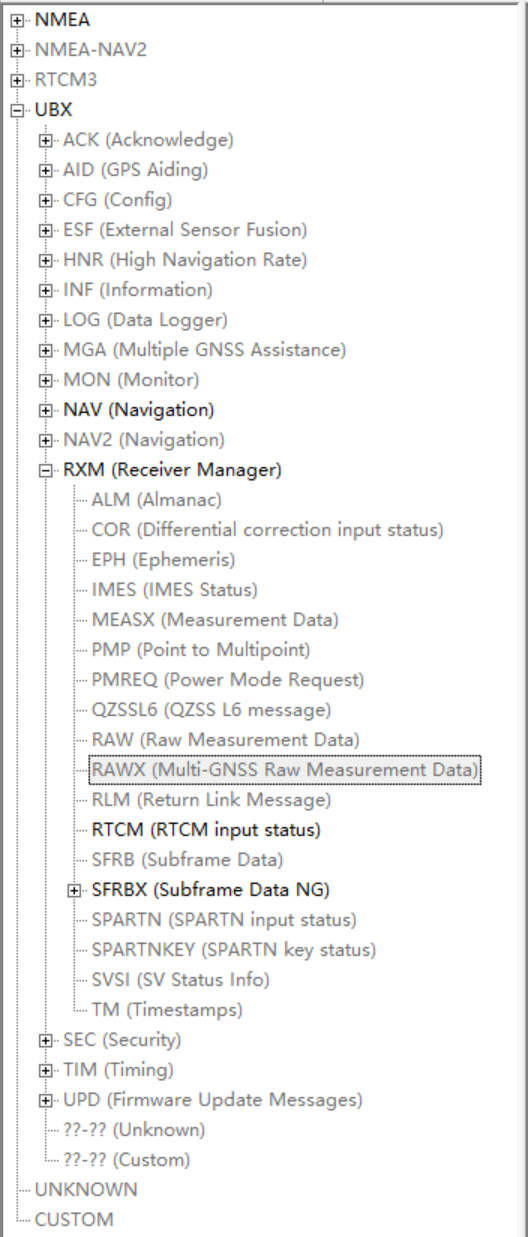 NMEA
NMEA-NAV2
RTCM3
UBX
ACK (Acknowledge)
AID (GPS Aiding)
CFG (Config)
ESF (External Sensor Fusion)
HNR (High Navigation Rate)
INF (Information)
LOG (Data Logger)
MGA (Multiple GNSS Assistance)
MON (Monitor)
NAV (Navigation)
NAV2 (Navigation)
RXM (Receiver Manager)
ALM (Almanac)
COR (Differential correction input status)
EPH (Ephemeris)
IMES (IMES Status)
MEASX (Measurement Data)
PMP (Point to Multipoint)
PMREQ (Power Mode Request)
QZSSL6 (QZSS L6 message)
RAW (Raw Measurement Data)
RAWX (Multi-GNSS Raw Measurement Data)
RLM (Return Link Message)
RTCM (RTCM input status)
SFRB (Subframe Data)
SFRBX (Subframe Data NG)
SPARTN (SPARTN input status)
SPARTNKEY (SPARTN key status)
SVSI (SV Status Info)
TM (Timestamps)
SEC (Security)
TIM (Timing)
UPD (Firmware Update Messages)
??-?? (Unknown)
??-?? (Custom)
UNKNOWN
CUSTOM